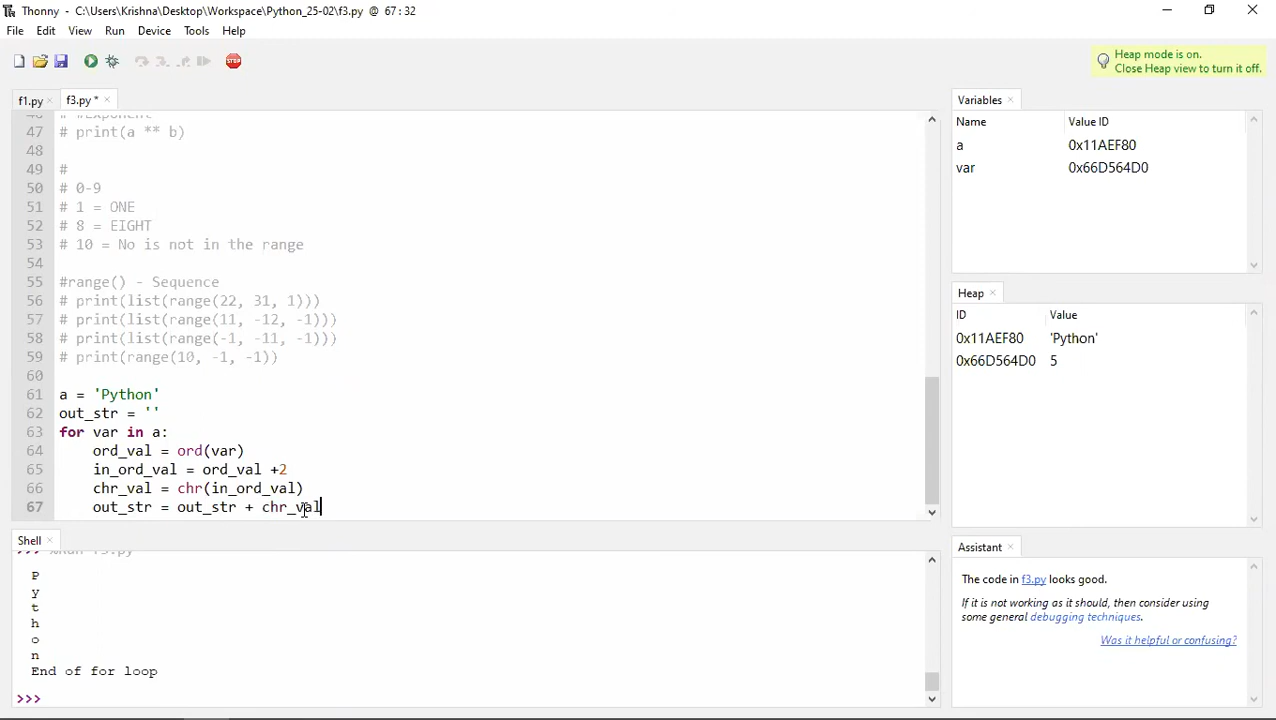 Thonny - C:\Users\Krishna\Desktop\Workspace\Python_25-02\f3.py @ 67 : 32
File Edit View Run Device Tools Help
Heap mode is on.
Close Heap view to turn it off.
f1.py × f3.py * ×
46 # #Exponent
47 # print(a ** b)
48
49 #
50 # 0-9
51 # 1 = ONE
52 # 8 = EIGHT
53 # 10 = No is not in the range
54
55 #range() - Sequence
56 # print(list(range(22, 31, 1)))
57 # print(list(range(11, -12, -1)))
58 # print(list(range(-1, -11, -1)))
59 # print(range(10, -1, -1))
60
61 a = 'Python'
62 out_str = ''
63 for var in a:
64 ord_val = ord(var)
65 in_ord_val = ord_val +2
66 chr_val = chr(in_ord_val)
67 out_str = out_str + chr_val
Shell ×
>>> %Run f3.py
P
y
t
h
o
n
End of for loop
>>>
Variables ×
Name Value ID
a 0x11AEF80
var 0x66D564D0
Heap ×
ID Value
0x11AEF80 'Python'
0x66D564D0 5
Assistant ×
The code in f3.py looks good.
If it is not working as it should, then consider using
some general debugging techniques.
Was it helpful or confusing?
STOP